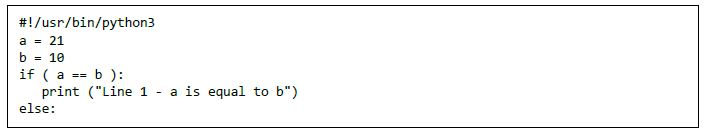 #!/usr/bin/python3
a = 21
b = 10
if ( a == b ):
   print ("Line 1 - a is equal to b")
else: